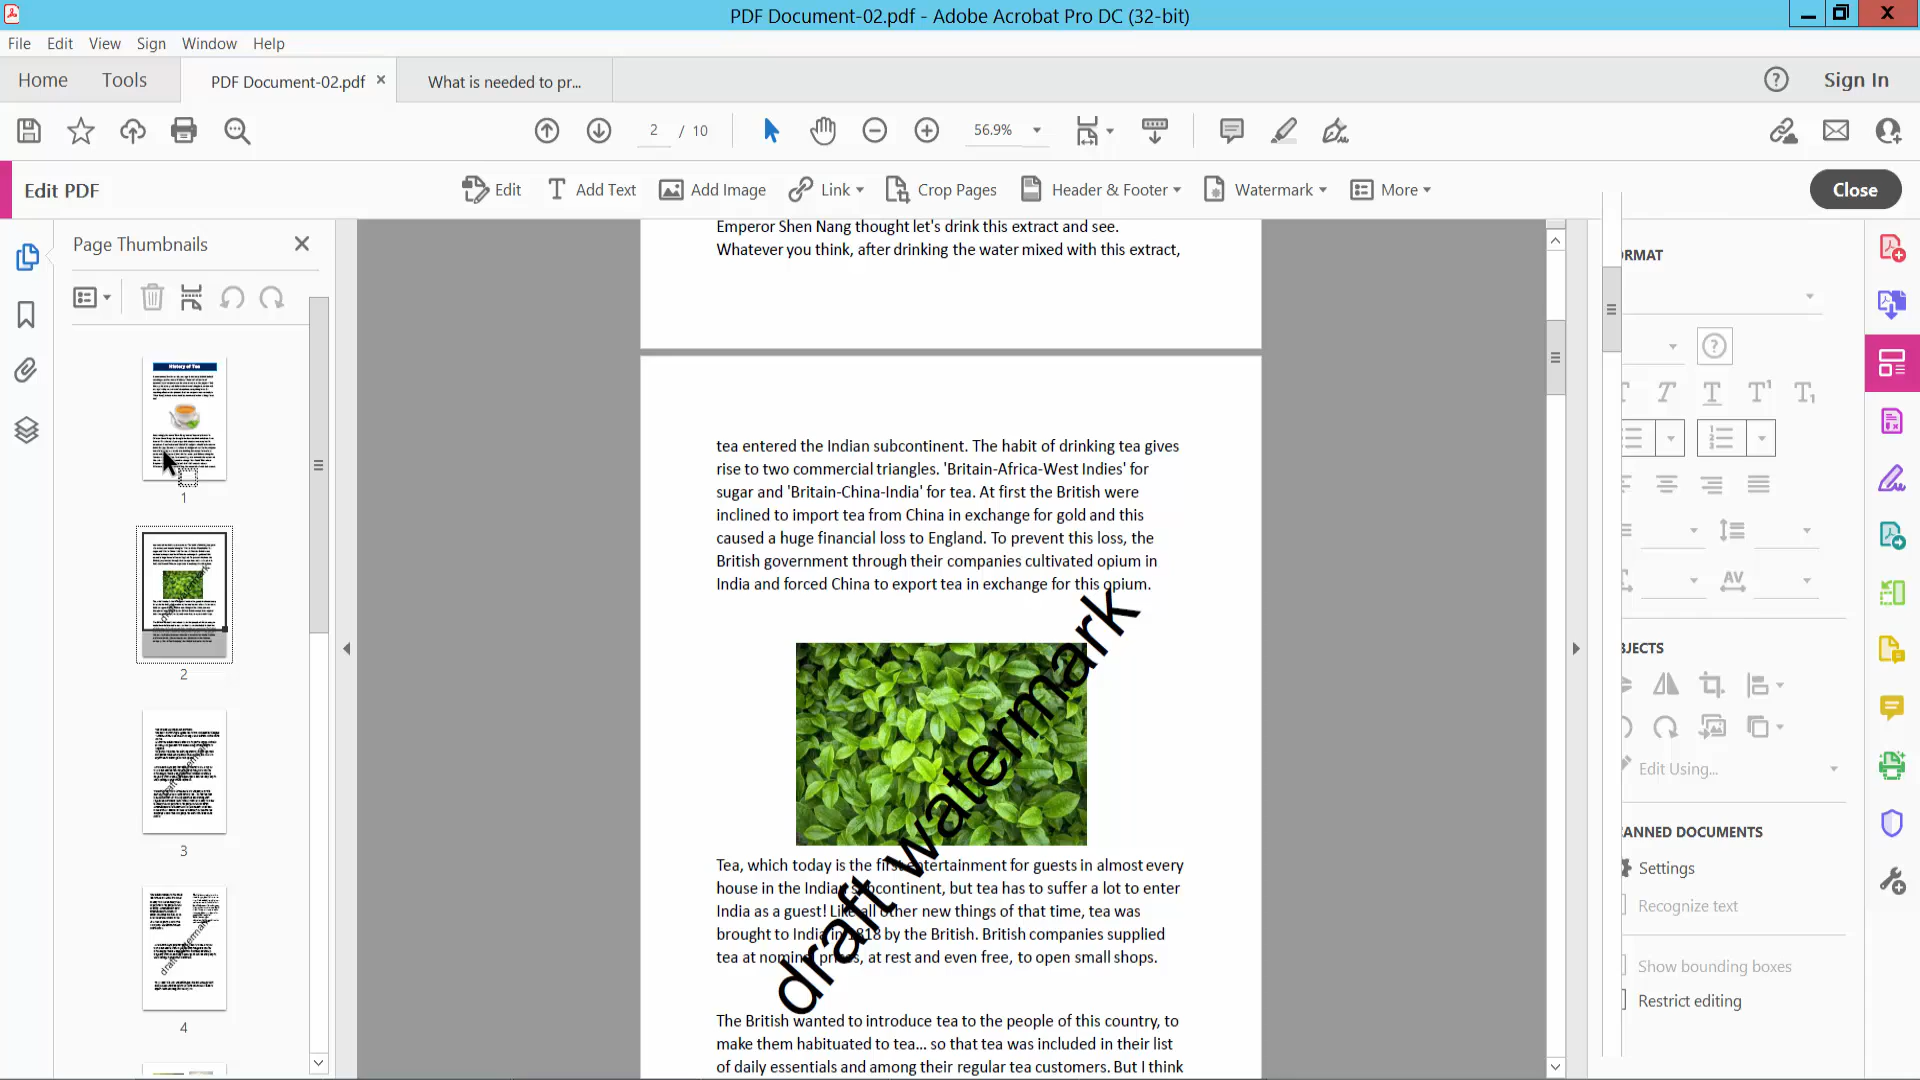 PDF Document-02.pdf - Adobe Acrobat Pro DC (32-bit)
File Edit View Sign Window Help
Home Tools PDF Document-02.pdf × What is needed to pr... Sign In
2 / 10 56.9%
Edit PDF Edit Add Text Add Image Link Crop Pages Header & Footer Watermark More Close
Page Thumbnails
History of Tea
1
2
3
draft watermark
4
Emperor Shen Nang thought let's drink this extract and see.
Whatever you think, after drinking the water mixed with this extract,
tea entered the Indian subcontinent. The habit of drinking tea gives
rise to two commercial triangles. 'Britain-Africa-West Indies' for
sugar and 'Britain-China-India' for tea. At first the British were
inclined to import tea from China in exchange for gold and this
caused a huge financial loss to England. To prevent this loss, the
British government through their companies cultivated opium in
India and forced China to export tea in exchange for this opium.
draft watermark
Tea, which today is the first entertainment for guests in almost every
house in the Indian subcontinent, but tea has to suffer a lot to enter
India as a guest! Like all other new things of that time, tea was
brought to India in 1818 by the British. British companies supplied
tea at nominal prices, at rest and even free, to open small shops.
The British wanted to introduce tea to the people of this country, to
make them habituated to tea... so that tea was included in their list
of daily essentials and among their regular tea customers. But I think
RMAT
BJECTS
Edit Using...
ANNED DOCUMENTS
Settings
Recognize text
Show bounding boxes
Restrict editing